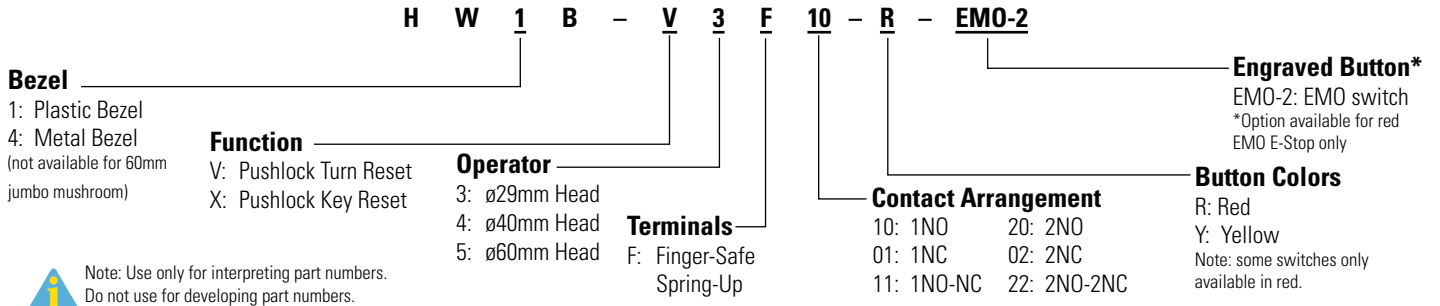 H W 1 B – V 3 F 10 – R – EMO-2
Bezel
1: Plastic Bezel
4: Metal Bezel
(not available for 60mm
jumbo mushroom)
Function
V: Pushlock Turn Reset
X: Pushlock Key Reset
Operator
3: ø29mm Head
4: ø40mm Head
5: ø60mm Head
Terminals
F: Finger-Safe
Spring-Up
Contact Arrangement
10: 1NO 20: 2NO
01: 1NC 02: 2NC
11: 1NO-NC 22: 2NO-2NC
Button Colors
R: Red
Y: Yellow
Note: some switches only
available in red.
Engraved Button*
EMO-2: EMO switch
*Option available for red
EMO E-Stop only
i
Note: Use only for interpreting part numbers.
Do not use for developing part numbers.